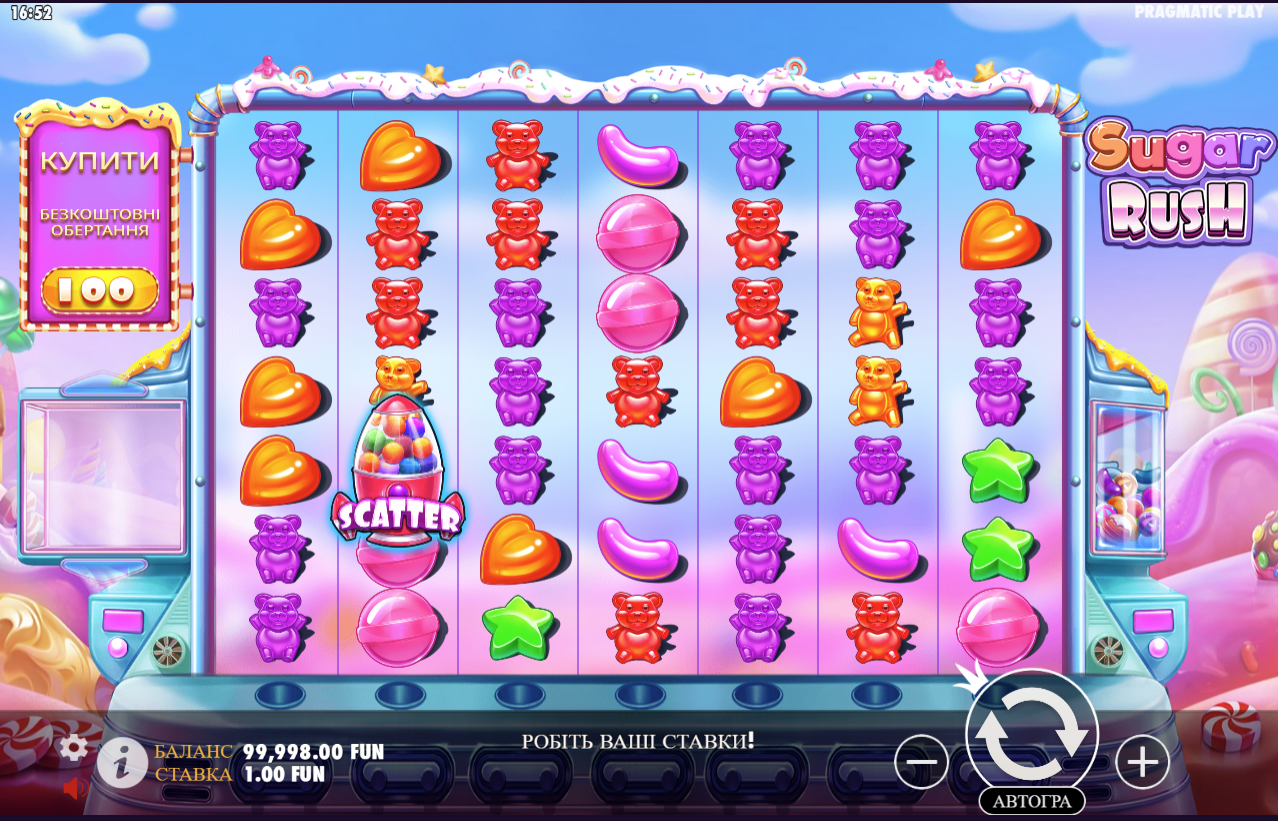 16:52
PRAGMATIC PLAY
Sugar
RUSH
КУПИТИ
БЕЗКОШТОВНІ
ОБЕРТАННЯ
100
SCATTER
БАЛАНС 99,998.00 FUN
СТАВКА 1.00 FUN
РОБІТЬ ВАШІ СТАВКИ!
АВТОГРА